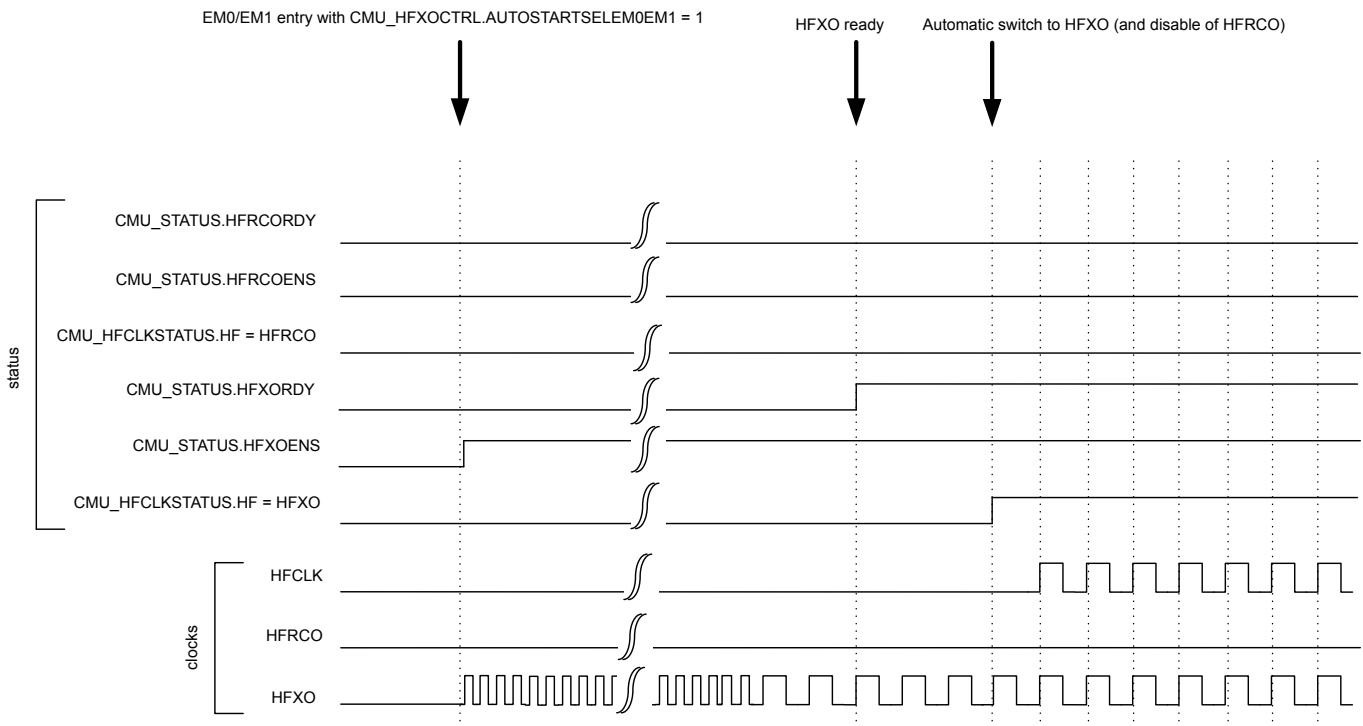 EM0/EM1 entry with CMU_HFXOCTRL.AUTOSTARTSELEM0EM1 = 1
HFXO ready
Automatic switch to HFXO (and disable of HFRCO)
status
CMU_STATUS.HFRCORDY
CMU_STATUS.HFRCOENS
CMU_HFCLKSTATUS.HF = HFRCO
CMU_STATUS.HFXORDY
CMU_STATUS.HFXOENS
CMU_HFCLKSTATUS.HF = HFXO
clocks
HFCLK
HFRCO
HFXO